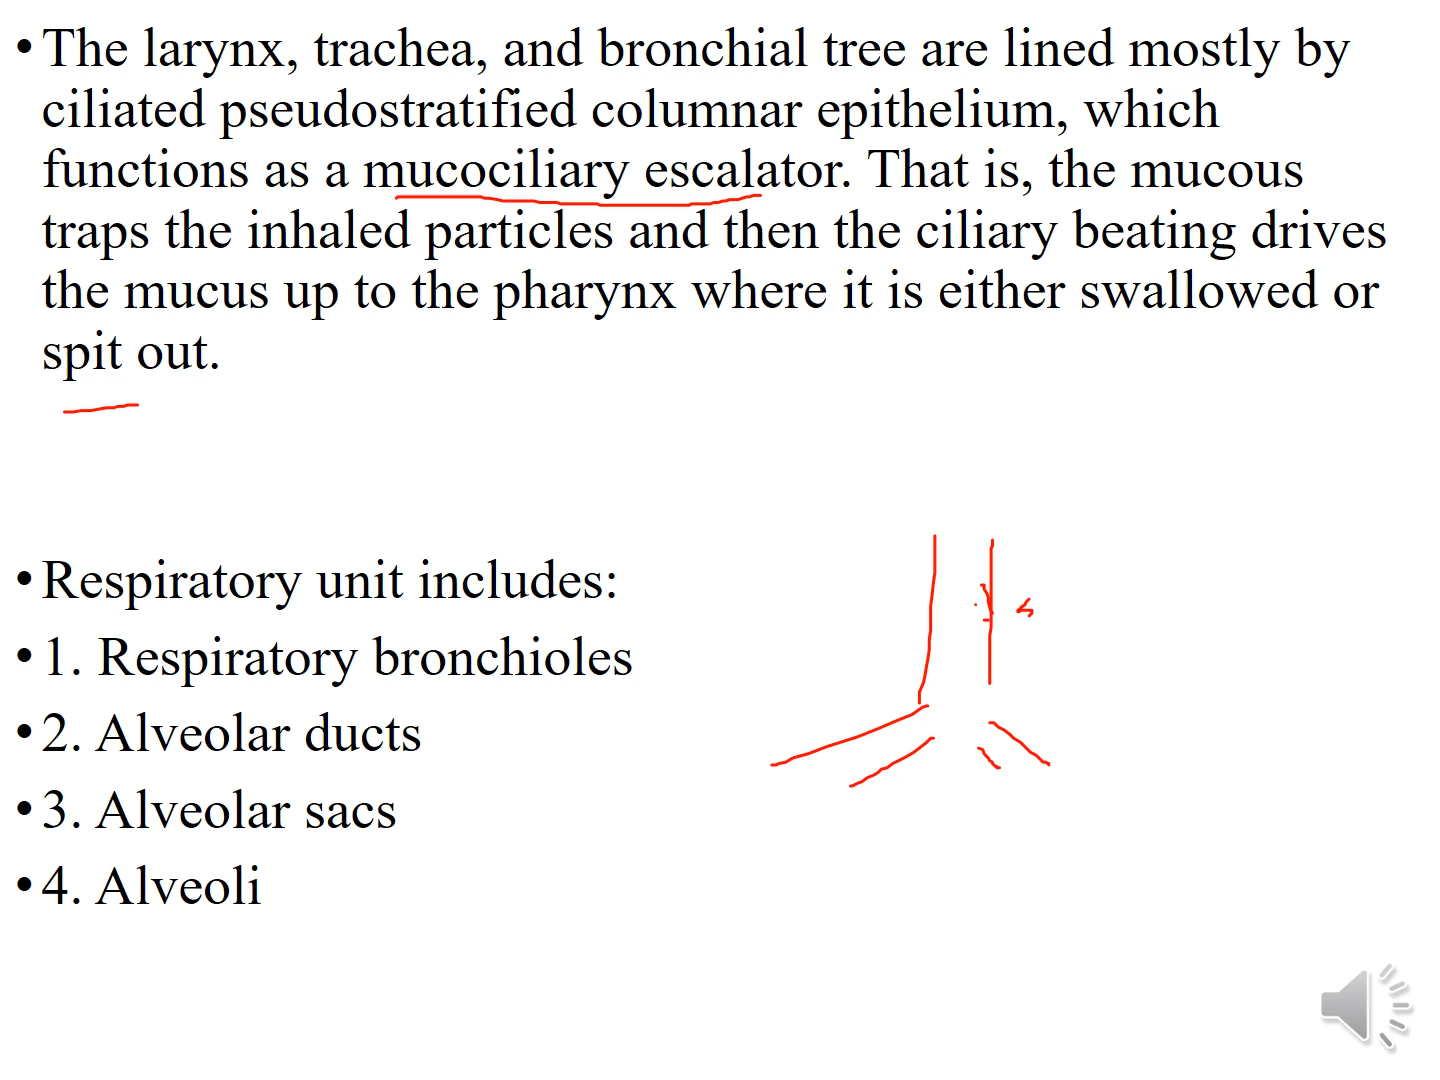 • The larynx, trachea, and bronchial tree are lined mostly by
ciliated pseudostratified columnar epithelium, which
functions as a mucociliary escalator. That is, the mucous
traps the inhaled particles and then the ciliary beating drives
the mucus up to the pharynx where it is either swallowed or
spit out.
• Respiratory unit includes:
• 1. Respiratory bronchioles
• 2. Alveolar ducts
• 3. Alveolar sacs
• 4. Alveoli